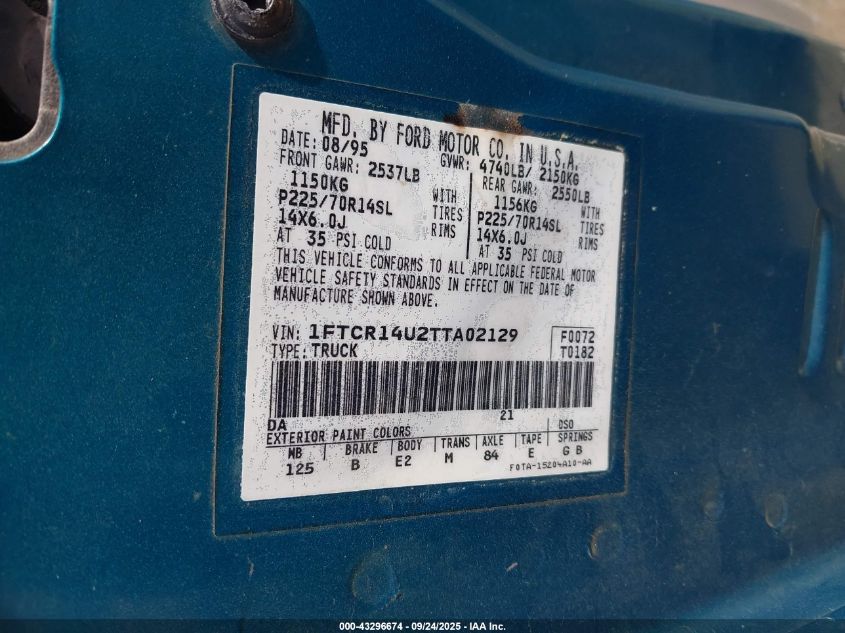 MFD. BY FORD MOTOR CO. IN U.S.A.
DATE: 08/95 GVWR: 4740LB/ 2150KG
FRONT GAWR: 2537LB REAR GAWR: 2550LB
1150KG WITH 1156KG WITH
P225/70R14SL TIRES P225/70R14SL TIRES
14X6.0J RIMS 14X6.0J RIMS
AT 35 PSI COLD AT 35 PSI COLD
THIS VEHICLE CONFORMS TO ALL APPLICABLE FEDERAL MOTOR
VEHICLE SAFETY STANDARDS IN EFFECT ON THE DATE OF
MANUFACTURE SHOWN ABOVE.
VIN: 1FTCR14U2TTA02129 F0072
TYPE: TRUCK T0182
DA 21
EXTERIOR PAINT COLORS DSO
WB BRAKE BODY TRANS AXLE TAPE SPRINGS
125 B E2 M 84 E G B
F0TA-15204A10-AA
000-43296674 - 09/24/2025 - IAA Inc.